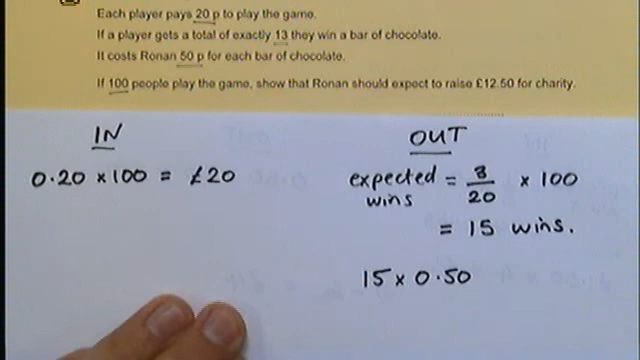 Each player pays 20 p to play the game.
If a player gets a total of exactly 13 they win a bar of chocolate.
It costs Ronan 50 p for each bar of chocolate.
If 100 people play the game, show that Ronan should expect to raise £12.50 for charity.
IN
0.20 × 100 = £20
OUT
expected wins = 3/20 × 100
= 15 wins.
15 × 0.50